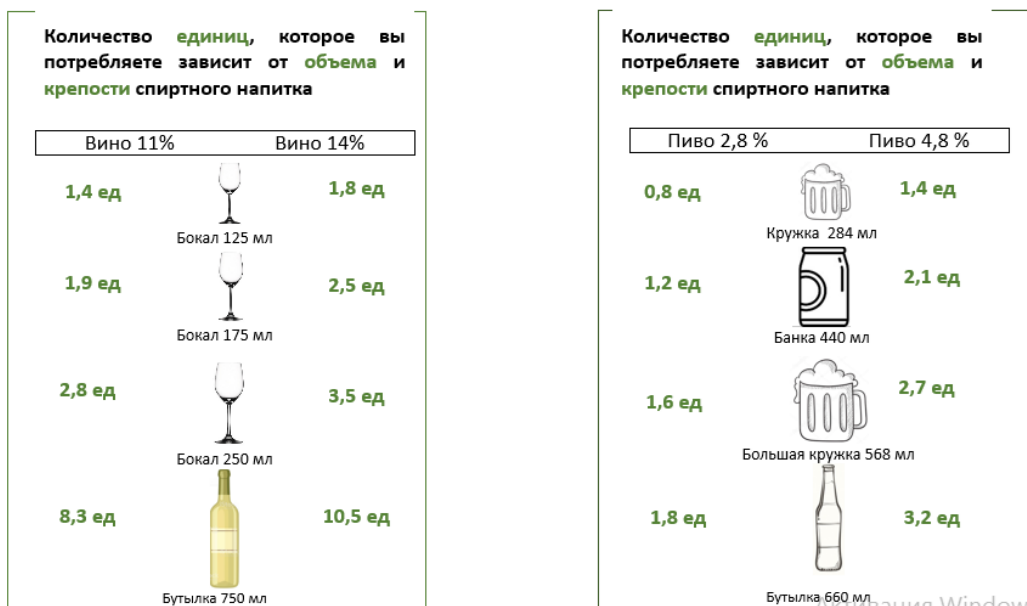 Количество единиц, которое вы
потребляете зависит от объема и
крепости спиртного напитка
Вино 11% Вино 14%
1,4 ед 1,8 ед
Бокал 125 мл
1,9 ед 2,5 ед
Бокал 175 мл
2,8 ед 3,5 ед
Бокал 250 мл
8,3 ед 10,5 ед
Бутылка 750 мл
Количество единиц, которое вы
потребляете зависит от объема и
крепости спиртного напитка
Пиво 2,8 % Пиво 4,8 %
0,8 ед 1,4 ед
Кружка 284 мл
1,2 ед 2,1 ед
Банка 440 мл
1,6 ед 2,7 ед
Большая кружка 568 мл
1,8 ед 3,2 ед
Бутылка 660 мл